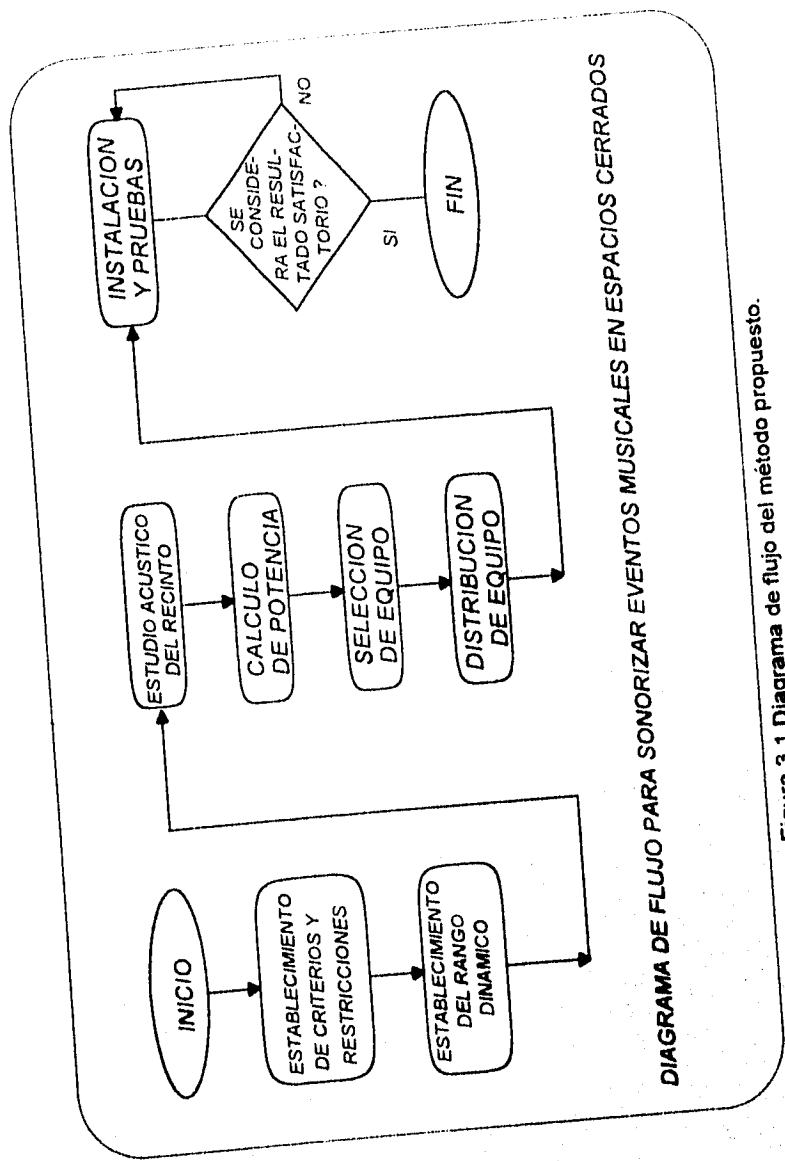 INICIO
ESTABLECIMIENTO
DE CRITERIOS Y
RESTRICCIONES
ESTABLECIMIENTO
DEL RANGO
DINAMICO
ESTUDIO ACUSTICO
DEL RECINTO
CALCULO
DE POTENCIA
SELECCION
DE EQUIPO
DISTRIBUCION
DE EQUIPO
INSTALACION
Y PRUEBAS
SE
CONSIDE-
RA EL RESUL-
TADO SATISFAC-
TORIO ?
NO
SI
FIN
DIAGRAMA DE FLUJO PARA SONORIZAR EVENTOS MUSICALES EN ESPACIOS CERRADOS
Figura 3.1 Diagrama de flujo del método propuesto.